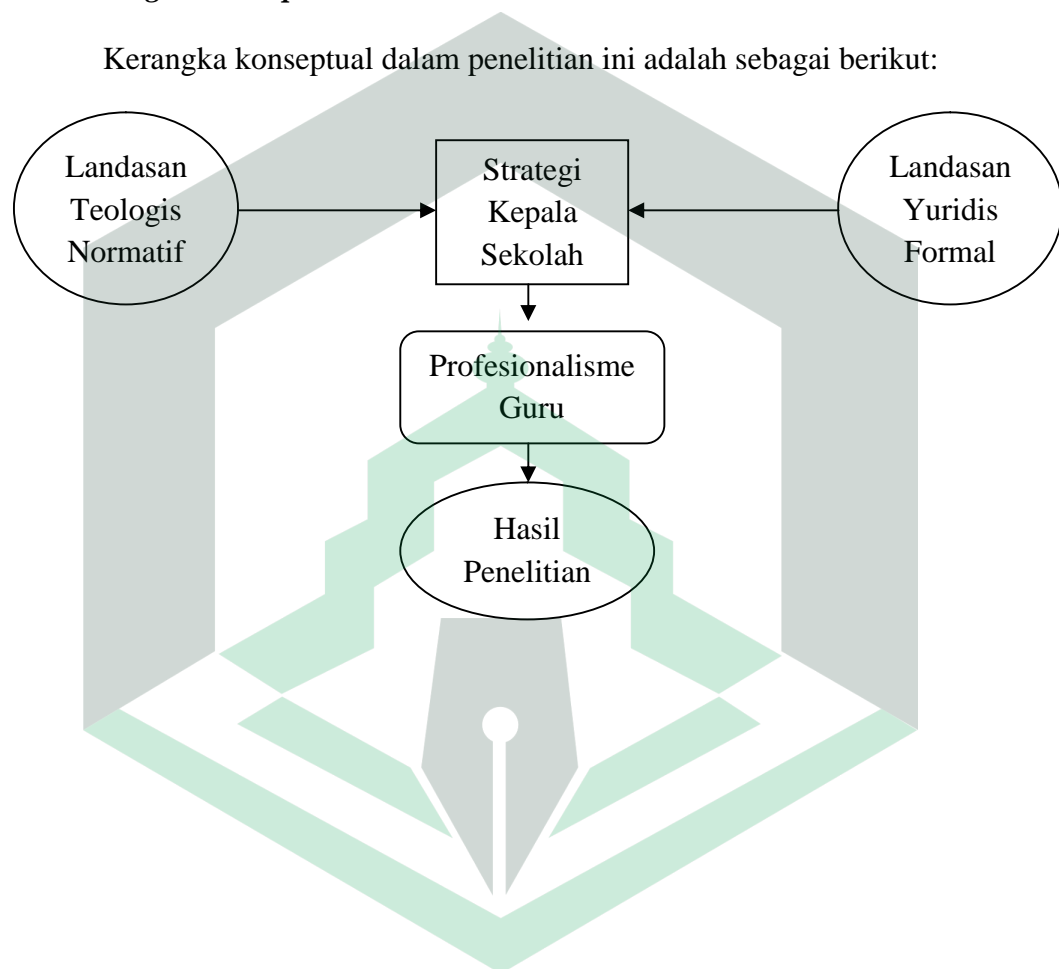 Kerangka konseptual dalam penelitian ini adalah sebagai berikut:
Landasan
Teologis
Normatif
Strategi
Kepala
Sekolah
Landasan
Yuridis
Formal
Profesionalisme
Guru
Hasil
Penelitian